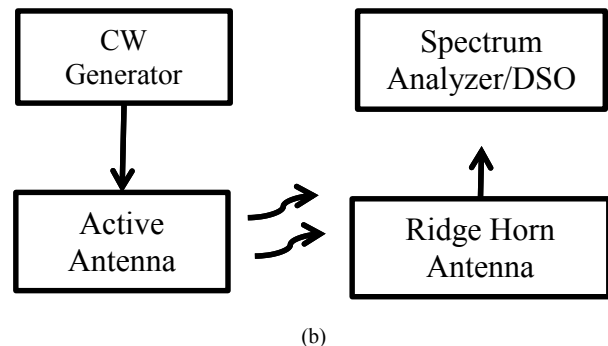 CW
Generator
Spectrum
Analyzer/DSO
Active
Antenna
Ridge Horn
Antenna
(b)